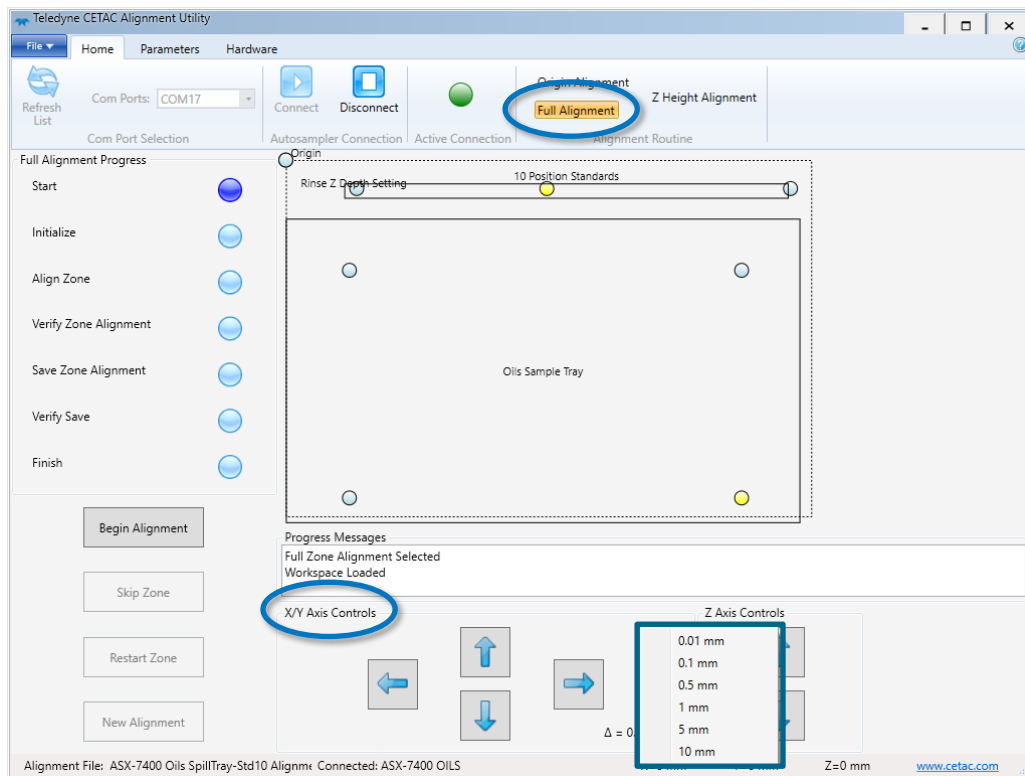 Teledyne CETAC Alignment Utility
File Home Parameters Hardware
Refresh List
Com Ports: COM17
Com Port Selection
Connect Disconnect
Autosampler Connection
Active Connection
Origin Alignment
Full Alignment
Z Height Alignment
Alignment Routine
Full Alignment Progress
Start
Initialize
Align Zone
Verify Zone Alignment
Save Zone Alignment
Verify Save
Finish
Begin Alignment
Skip Zone
Restart Zone
New Alignment
Origin
Rinse Z Depth Setting
10 Position Standards
Oils Sample Tray
Progress Messages
Full Zone Alignment Selected
Workspace Loaded
X/Y Axis Controls
Z Axis Controls
0.01 mm
0.1 mm
0.5 mm
1 mm
5 mm
10 mm
Δ = 0.
Alignment File: ASX-7400 Oils SpillTray-Std10 Alignme Connected: ASX-7400 OILS Z=0 mm www.cetac.com